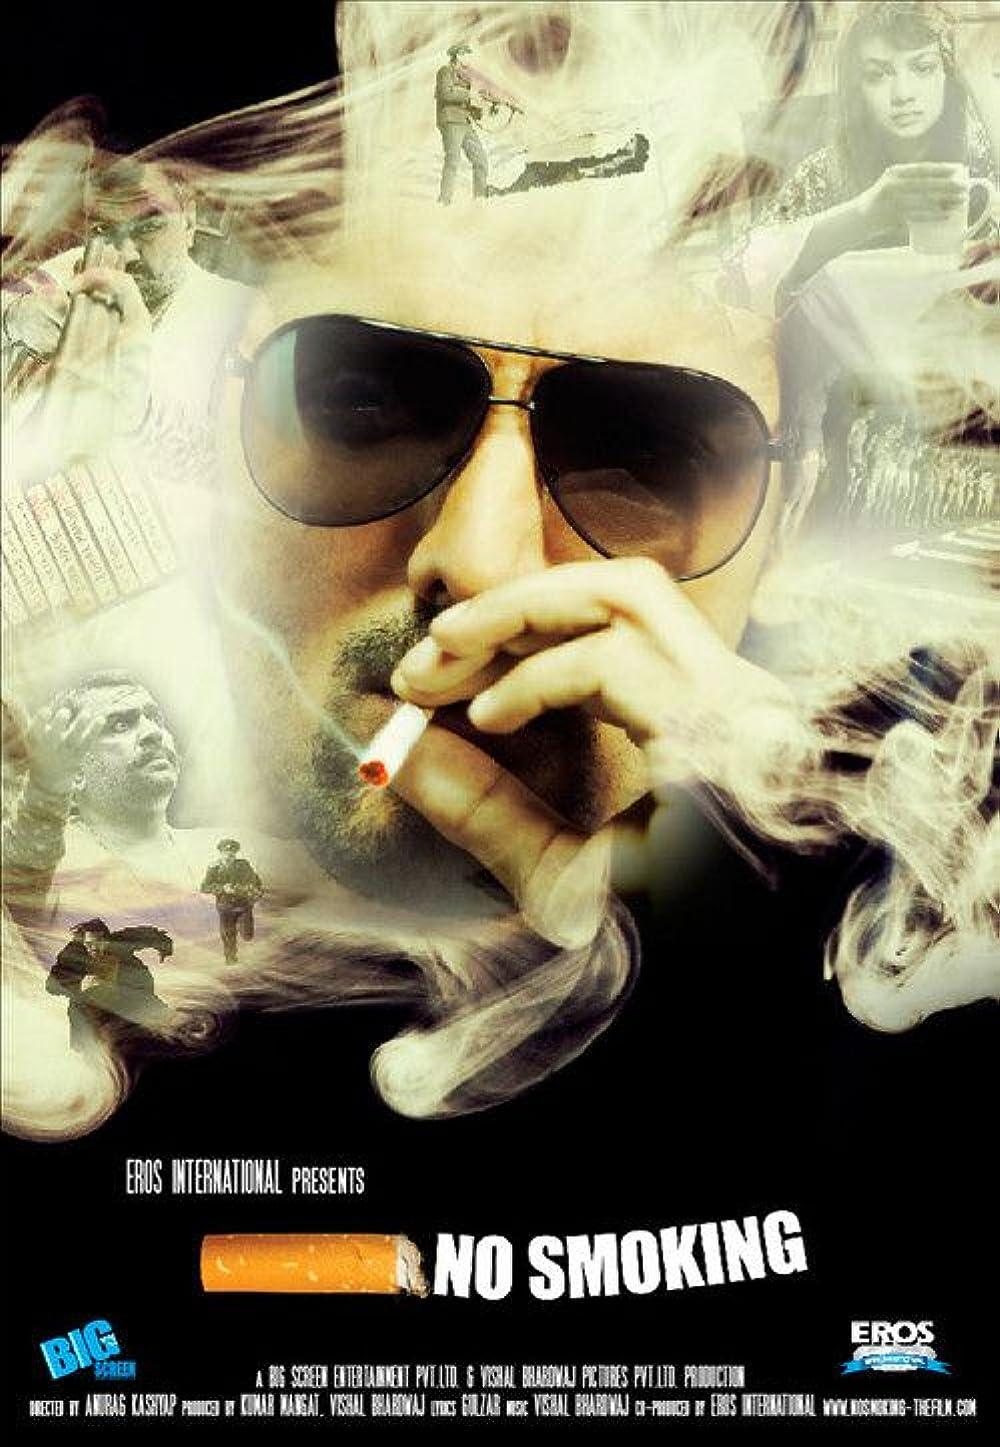 EROS INTERNATIONAL PRESENTS
NO SMOKING
BIG
SCREEN
EROS
INTERNATIONAL
A BIG SCREEN ENTERTAINMENT PVT.LTD. & VISHAL BHARDWAJ PICTURES PVT.LTD. PRODUCTION
DIRECTED BY ANURAG KASHYAP PRODUCED BY KUMAR MANGAT, VISHAL BHARDWAJ LYRICS GULZAR MUSIC VISHAL BHARDWAJ CO-PRODUCED BY EROS INTERNATIONAL WWW.NOSMOKING-THEFILM.COM